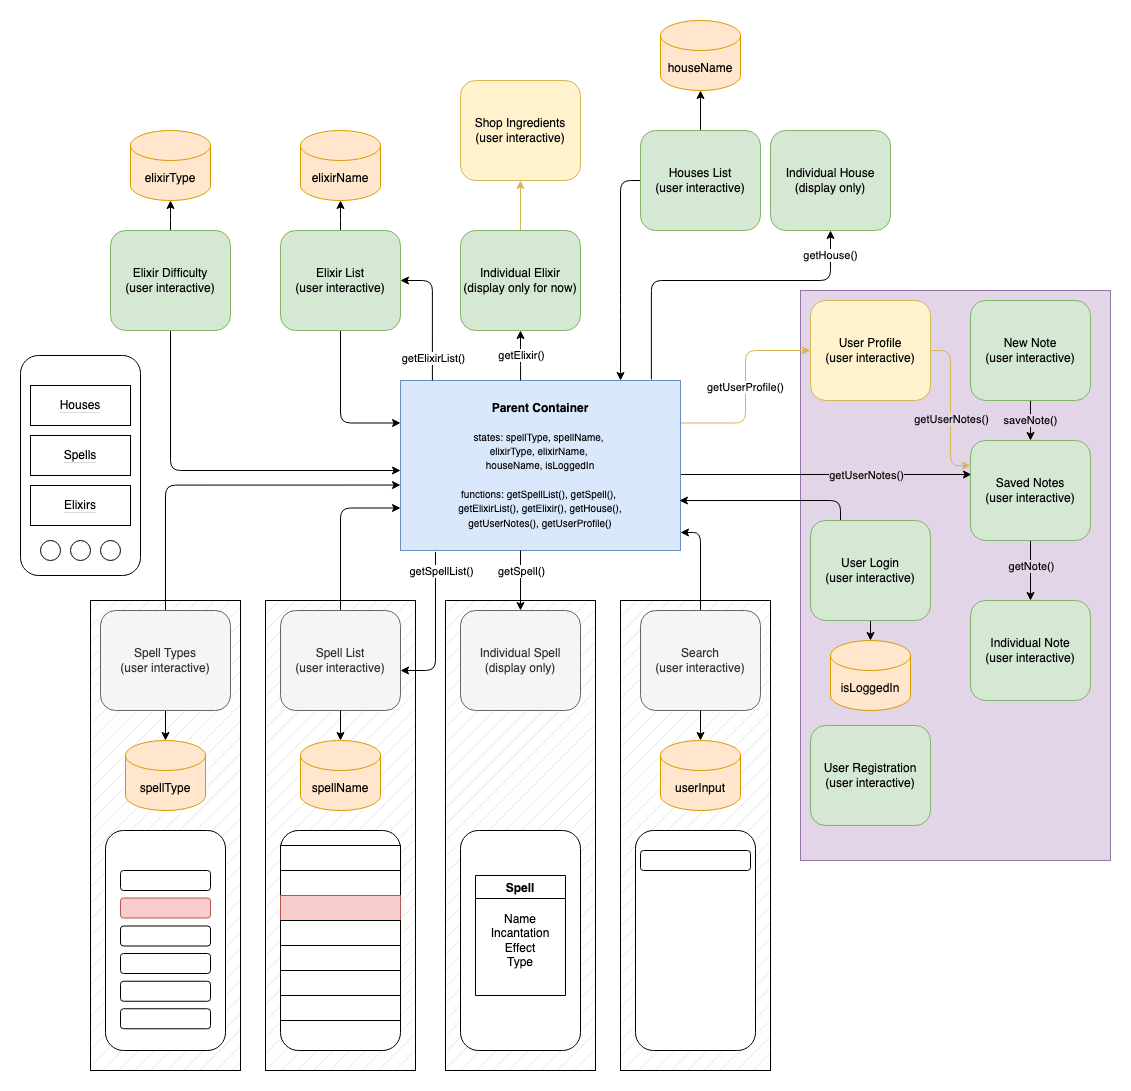 houseName
Shop Ingredients
(user interactive)
elixirType
elixirName
Houses List
(user interactive)
Individual House
(display only)
Elixir Difficulty
(user interactive)
Elixir List
(user interactive)
Individual Elixir
(display only for now)
getHouse()
getElixirList()
getElixir()
getUserProfile()
User Profile
(user interactive)
New Note
(user interactive)
Houses
Spells
Elixirs
Parent Container
states: spellType, spellName,
elixirType, elixirName,
houseName, isLoggedIn
functions: getSpellList(), getSpell(),
getElixirList(), getElixir(), getHouse(),
getUserNotes(), getUserProfile()
getUserNotes()
saveNote()
getUserNotes()
Saved Notes
(user interactive)
User Login
(user interactive)
getNote()
getSpellList()
getSpell()
Spell Types
(user interactive)
Spell List
(user interactive)
Individual Spell
(display only)
Search
(user interactive)
isLoggedIn
Individual Note
(user interactive)
spellType
spellName
userInput
User Registration
(user interactive)
Spell
Name
Incantation
Effect
Type